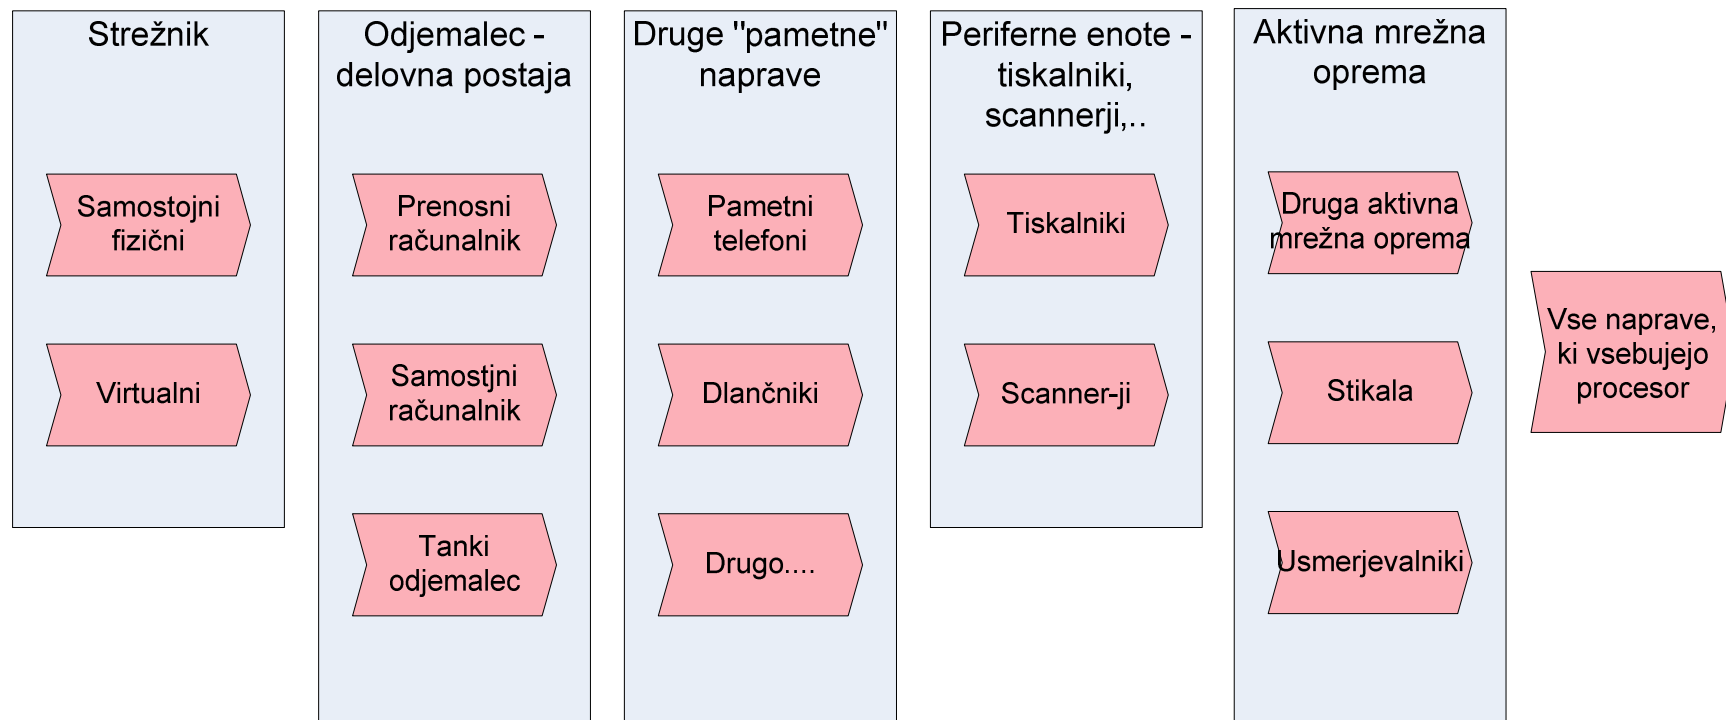 Strežnik
Samostojni
fizični
Virtualni
Odjemalec -
delovna postaja
Prenosni
računalnik
Samostjni
računalnik
Tanki
odjemalec
Druge "pametne"
naprave
Pametni
telefoni
Dlančniki
Drugo....
Periferne enote -
tiskalniki,
scannerji,..
Tiskalniki
Scanner-ji
Aktivna mrežna
oprema
Druga aktivna
mrežna oprema
Stikala
Usmerjevalniki
Vse naprave,
ki vsebujejo
procesor